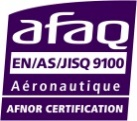 afaq
EN/AS/JISQ 9100
Aéronautique
AFNOR CERTIFICATION